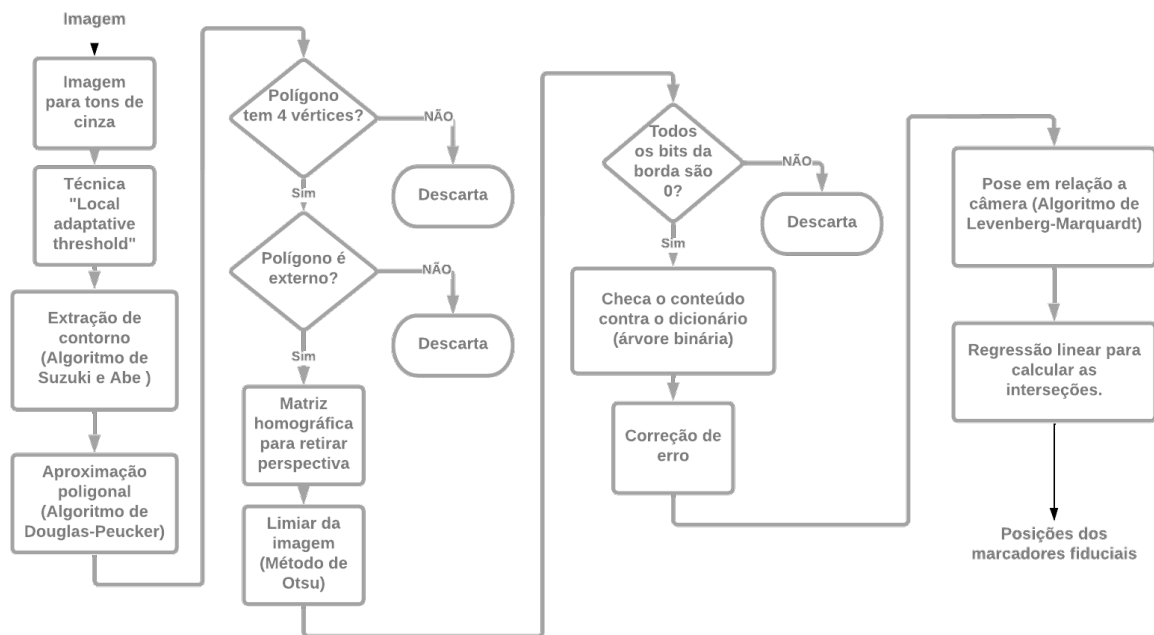 Imagem
Imagem
para tons de
cinza
Técnica
"Local
adaptative
threshold"
Extração de
contorno
(Algoritmo de
Suzuki e Abe )
Aproximação
poligonal
(Algoritmo de
Douglas-Peucker)
Polígono
tem 4 vértices?
NÃO
Descarta
Sim
Polígono é
externo?
NÃO
Descarta
Sim
Matriz
homográfica
para retirar
perspectiva
Limiar da
imagem
(Método de
Otsu)
Todos
os bits da
borda são
0?
NÃO
Descarta
Sim
Checa o conteúdo
contra o dicionário
(árvore binária)
Correção de
erro
Pose em relação a
câmera (Algoritmo de
Levenberg-Marquardt)
Regressão linear para
calcular as
interseções.
Posições dos
marcadores fiduciais